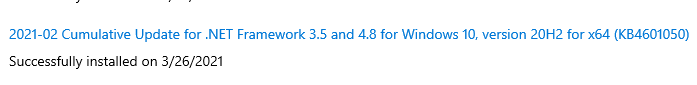 2021-02 Cumulative Update for .NET Framework 3.5 and 4.8 for Windows 10, version 20H2 for x64 (KB4601050)
Successfully installed on 3/26/2021